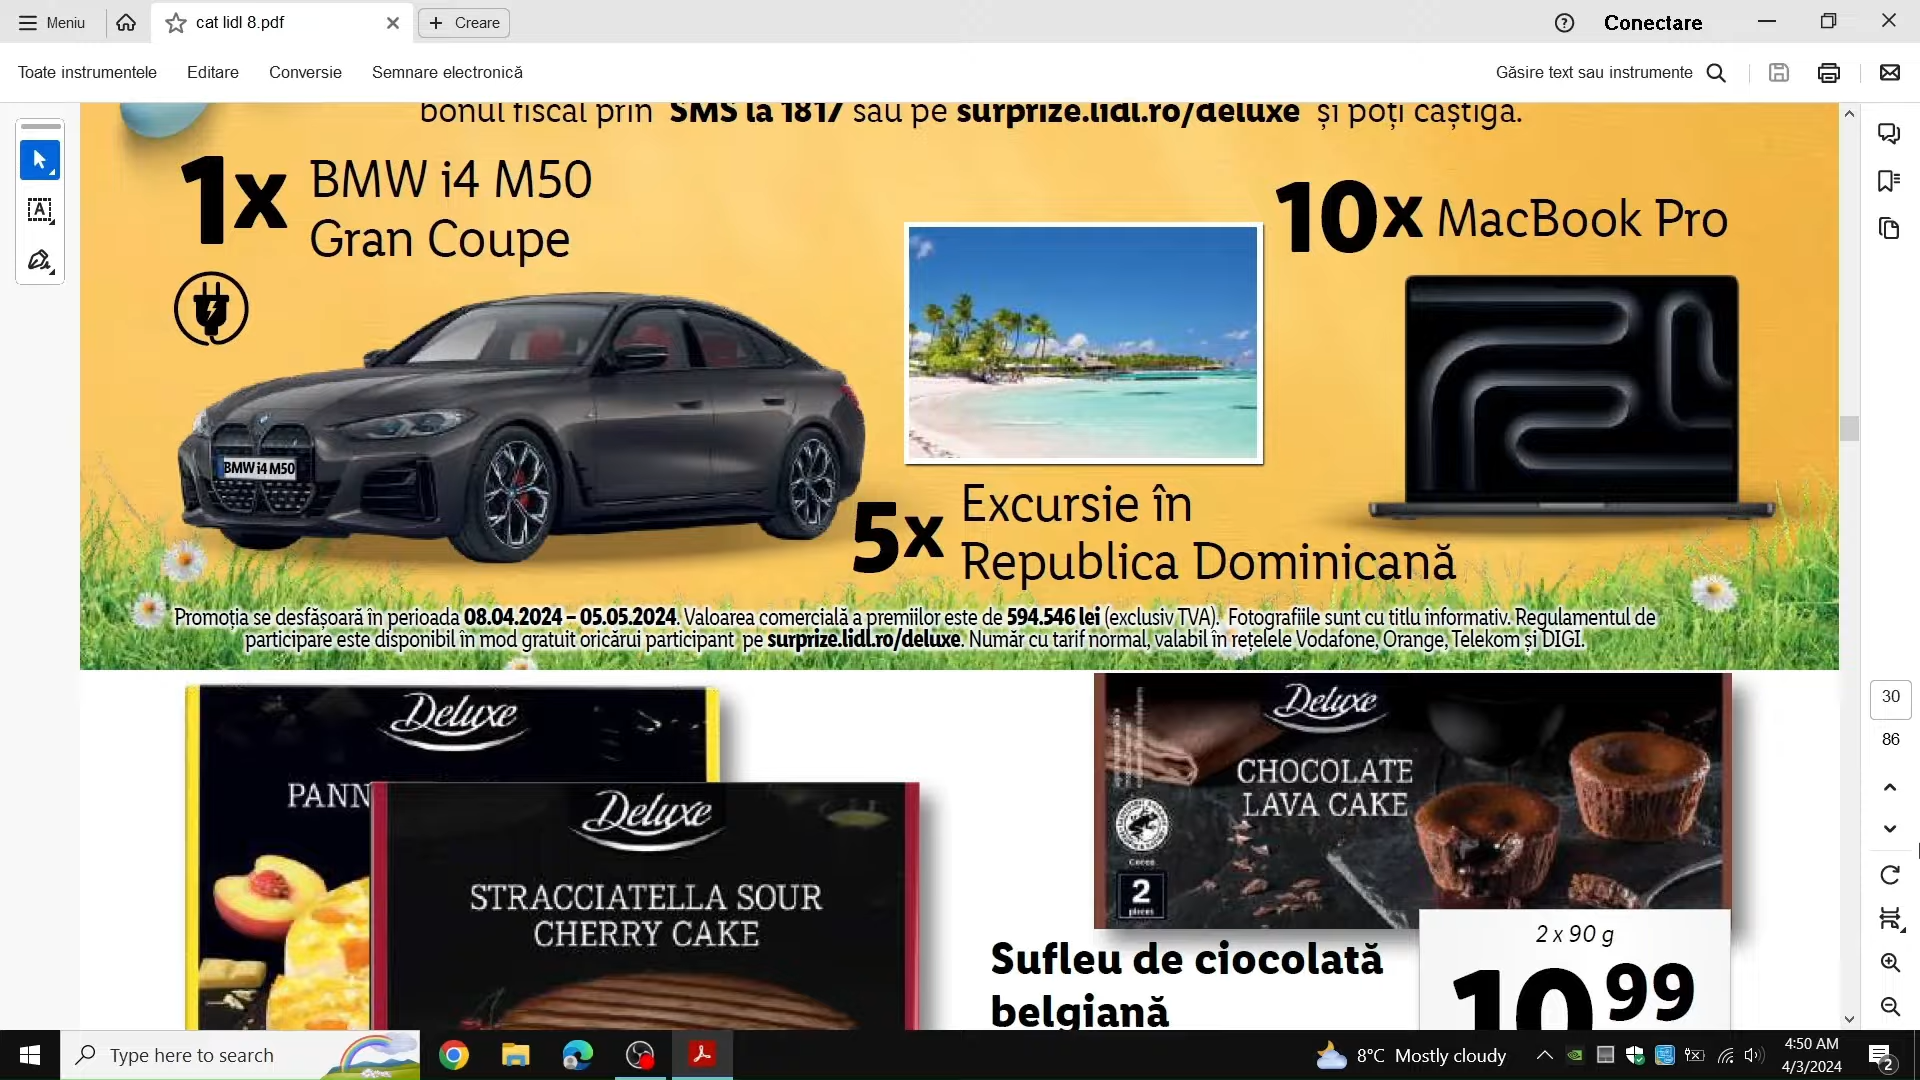 Meniu
cat lidl 8.pdf
Creare
Conectare
Toate instrumentele
Editare
Conversie
Semnare electronică
Găsire text sau instrumente
bonul fiscal prin SMS la 1817 sau pe surprize.lidl.ro/deluxe și poți câștiga.
1x BMW i4 M50
Gran Coupe
10x MacBook Pro
BMW i4 M50
5x Excursie în
Republica Dominicană
Promoția se desfășoară în perioada 08.04.2024 – 05.05.2024. Valoarea comercială a premiilor este de 594.546 lei (exclusiv TVA). Fotografiile sunt cu titlu informativ. Regulamentul de
participare este disponibil în mod gratuit oricărui participant pe surprize.lidl.ro/deluxe. Număr cu tarif normal, valabil în rețelele Vodafone, Orange, Telekom și DIGI.
30
86
Deluxe
PANN
Deluxe
STRACCIATELLA SOUR
CHERRY CAKE
Deluxe
CHOCOLATE
LAVA CAKE
Cocoa
2
pieces
Sufleu de ciocolată
belgiană
2 x 90 g
10 99
Type here to search
8°C Mostly cloudy
4:50 AM
4/3/2024
2